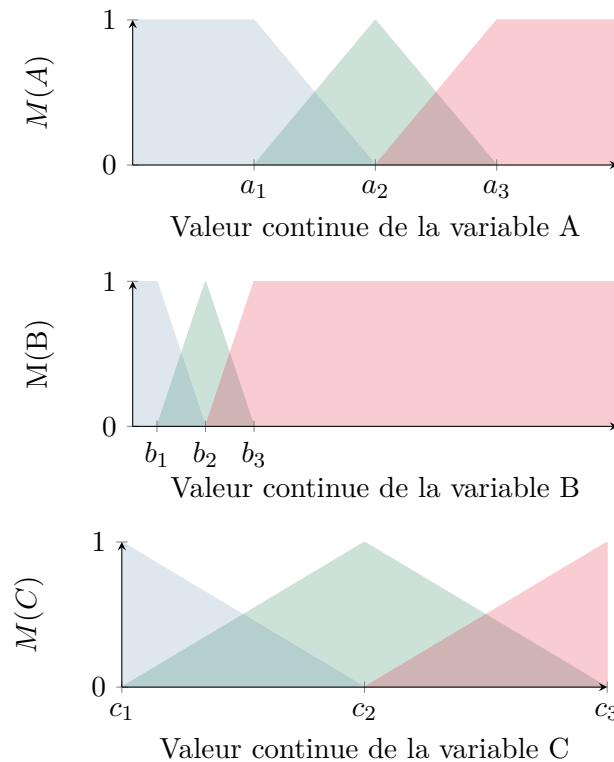 1
M(A)
0
a₁ a₂ a₃
Valeur continue de la variable A
1
M(B)
0
b₁ b₂ b₃
Valeur continue de la variable B
1
M(C)
0
c₁ c₂ c₃
Valeur continue de la variable C